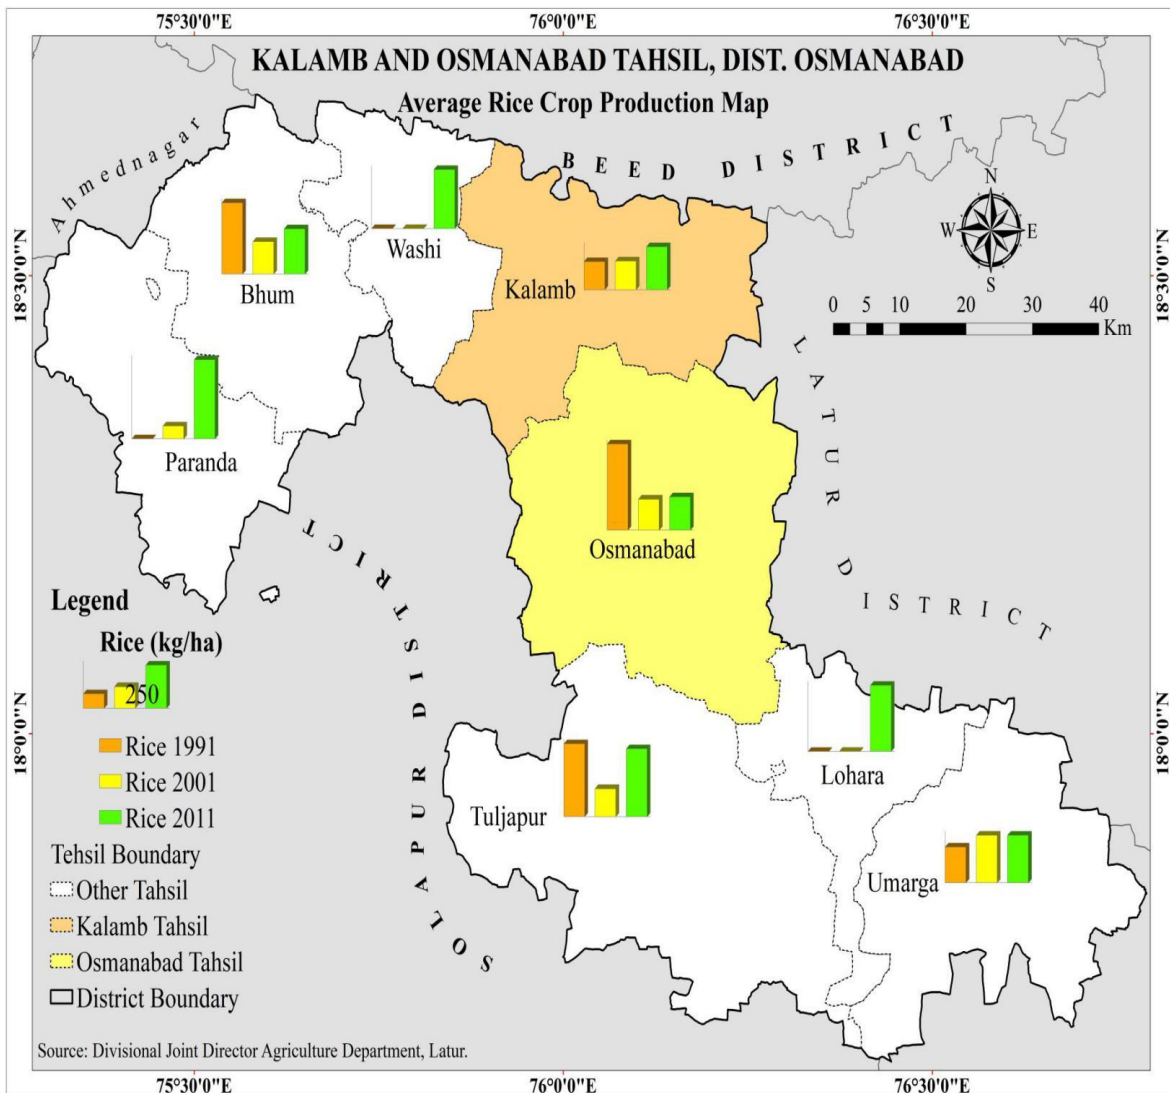 75°30'0"E 76°0'0"E 76°30'0"E
KALAMB AND OSMANABAD TAHSIL, DIST. OSMANABAD
Average Rice Crop Production Map
Ahmednagar
BEED DISTRICT
N
W E
S
18°30'0"N
18°30'0"N
0 5 10 20 30 40
Km
Washi
Bhum
Kalamb
LATUR DISTRICT
Paranda
Osmanabad
SOLAPUR DISTRICT
Legend
Rice (kg/ha)
250
Rice 1991
Rice 2001
Rice 2011
Tehsil Boundary
Other Tahsil
Kalamb Tahsil
Osmanabad Tahsil
District Boundary
18°0'0"N
18°0'0"N
Lohara
Tuljapur
Umarga
Source: Divisional Joint Director Agriculture Department, Latur.
75°30'0"E 76°0'0"E 76°30'0"E